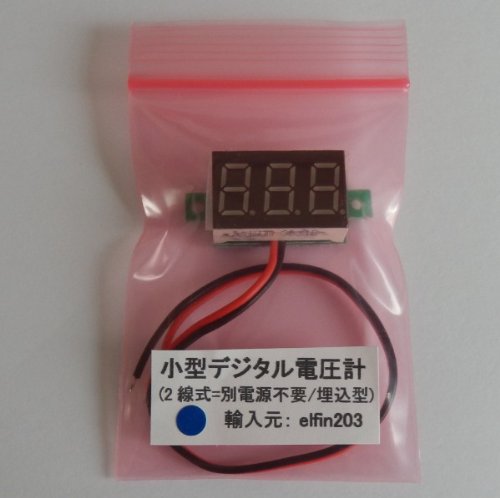 小型デジタル電圧計
(2線式=別電源不要/埋込型)
輸入元: elfin203